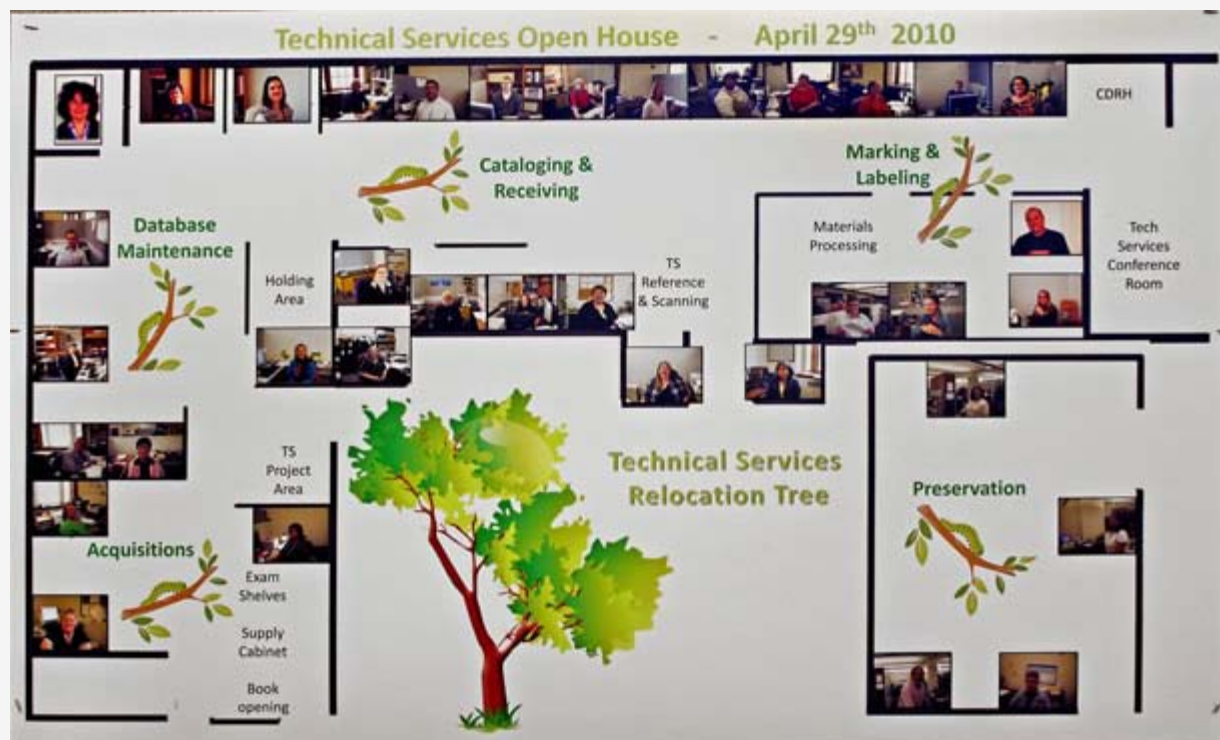 Technical Services Open House - April 29th 2010
CDRH
Cataloging &
Receiving
Marking &
Labeling
Database
Maintenance
Materials
Processing
Tech
Services
Conference
Room
Holding
Area
TS
Reference
& Scanning
TS
Project
Area
Technical Services
Relocation Tree
Preservation
Acquisitions
Exam
Shelves
Supply
Cabinet
Book
opening